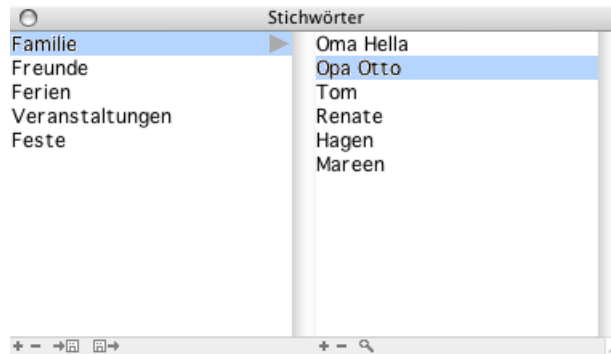 Stichwörter
Familie
Freunde
Ferien
Veranstaltungen
Feste
Oma Hella
Opa Otto
Tom
Renate
Hagen
Mareen